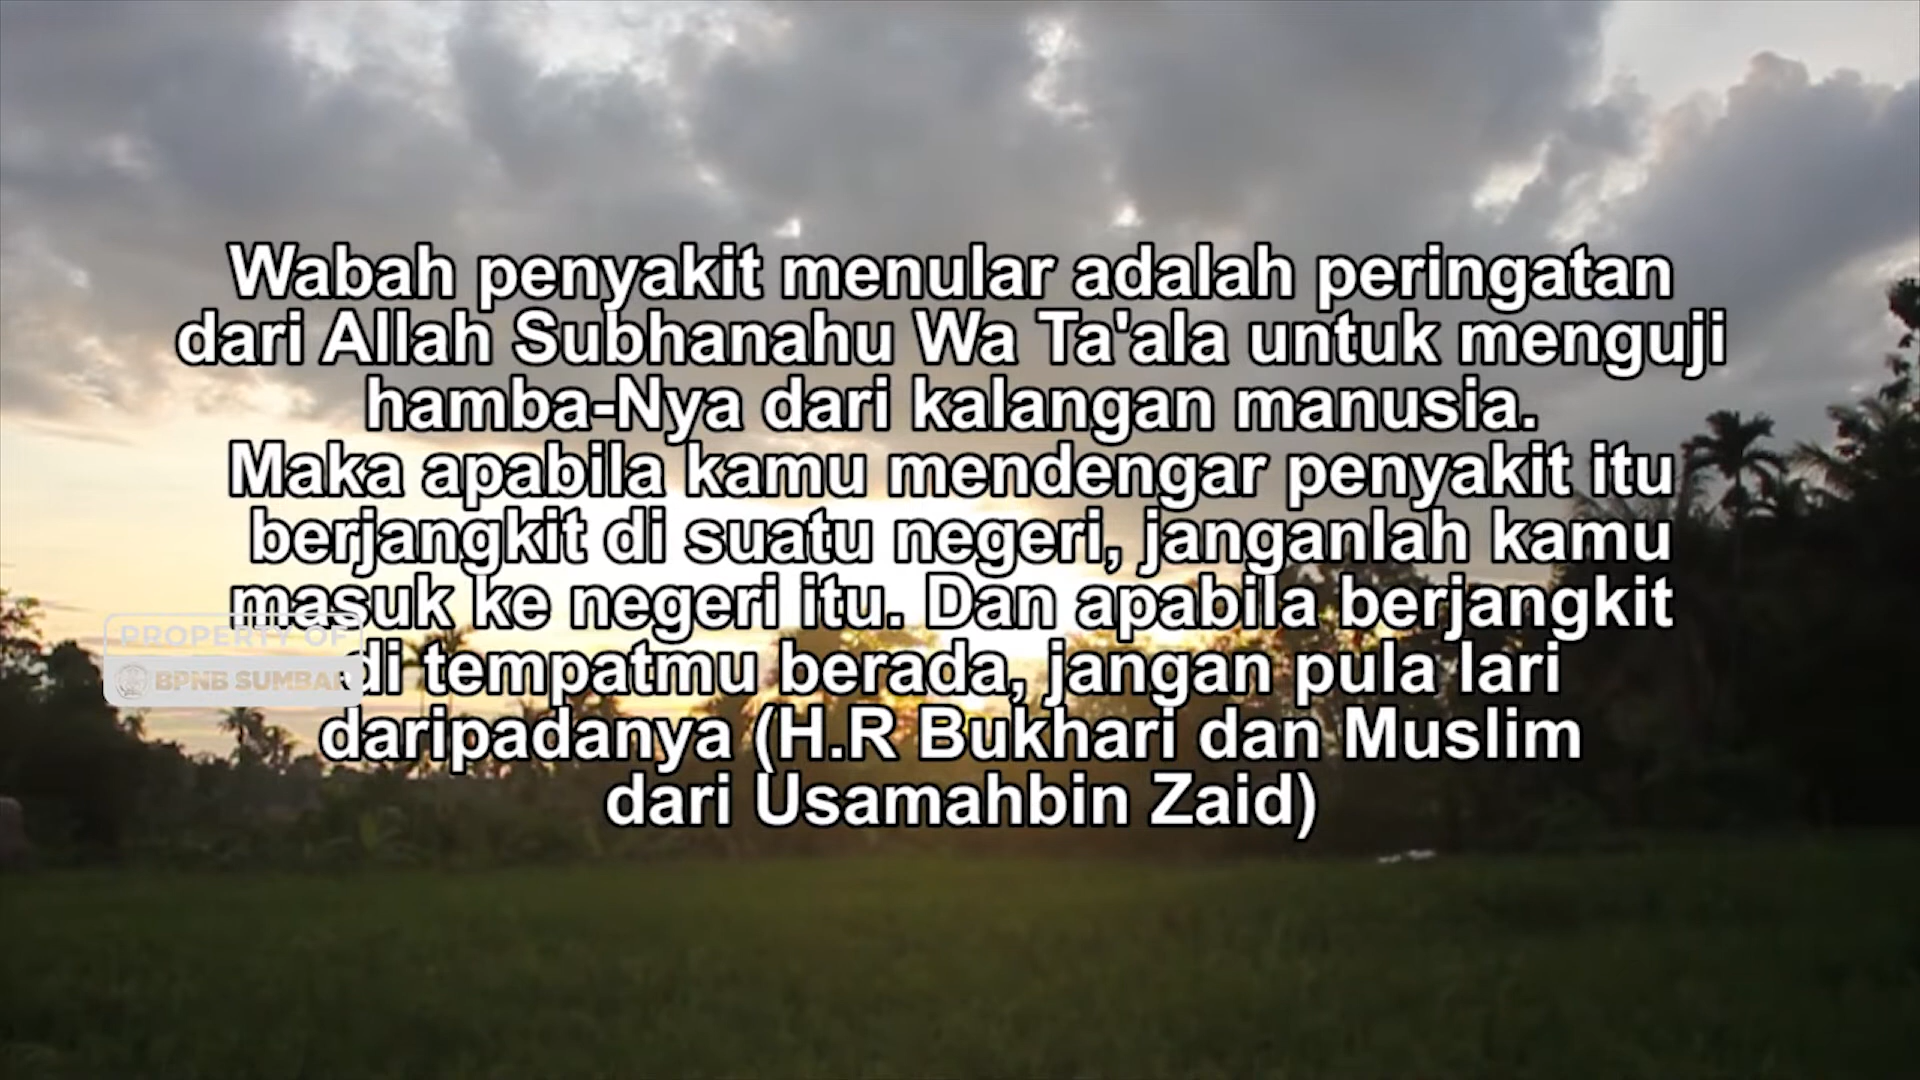 Wabah penyakit menular adalah peringatan
dari Allah Subhanahu Wa Ta'ala untuk menguji
hamba-Nya dari kalangan manusia.
Maka apabila kamu mendengar penyakit itu
berjangkit di suatu negeri, janganlah kamu
masuk ke negeri itu. Dan apabila berjangkit
di tempatmu berada, jangan pula lari
daripadanya (H.R Bukhari dan Muslim
dari Usamahbin Zaid)
PROPERTY OF
BPNB SUMBAR